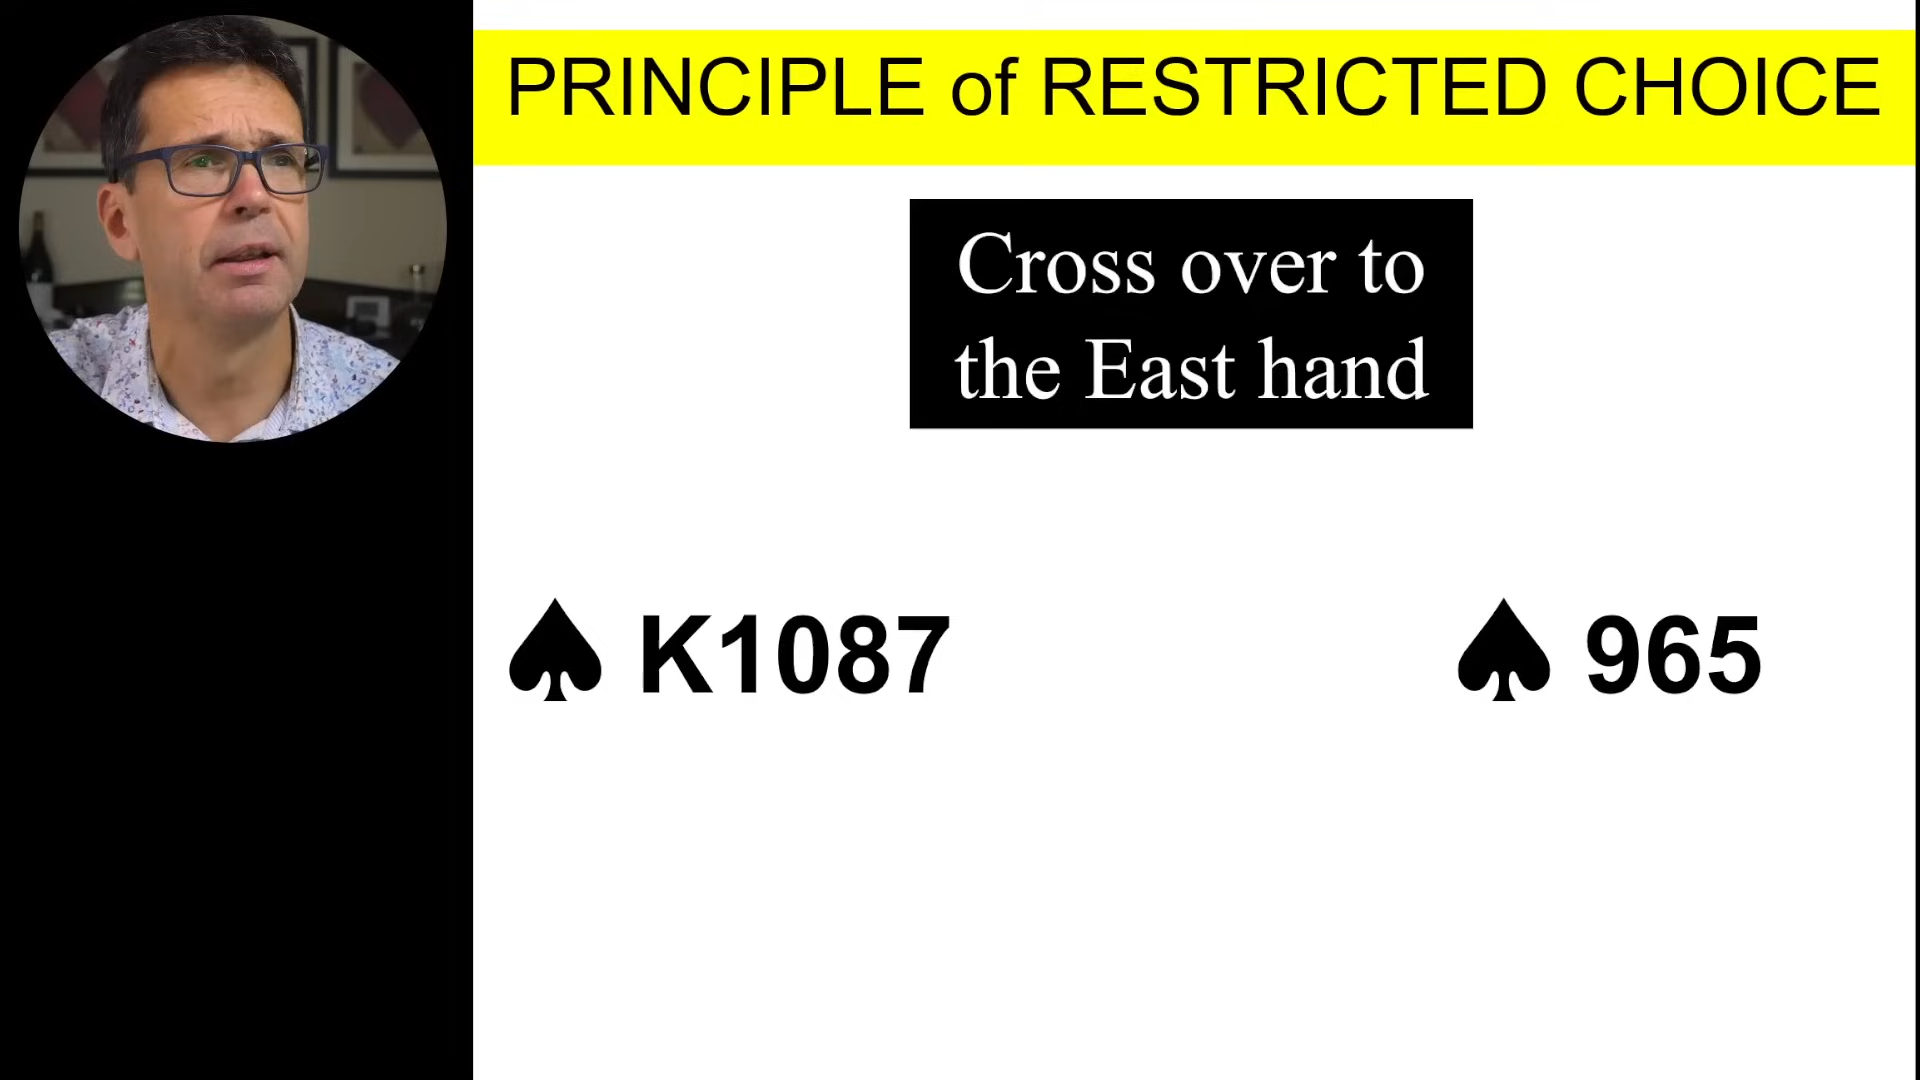 PRINCIPLE of RESTRICTED CHOICE
Cross over to
the East hand
♠ K1087 ♠ 965